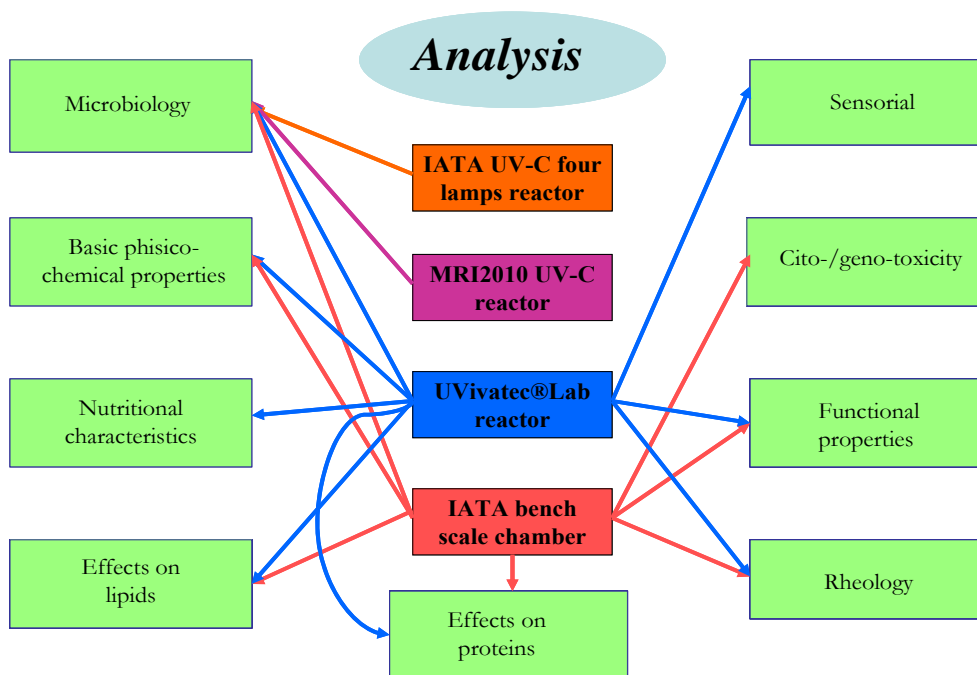 Analysis
Microbiology
Sensorial
IATA UV-C four
lamps reactor
Basic phisico-
chemical properties
Cito-/geno-toxicity
MRI2010 UV-C
reactor
Nutritional
characteristics
UVivatec®Lab
reactor
Functional
properties
IATA bench
scale chamber
Effects on
lipids
Rheology
Effects on
proteins